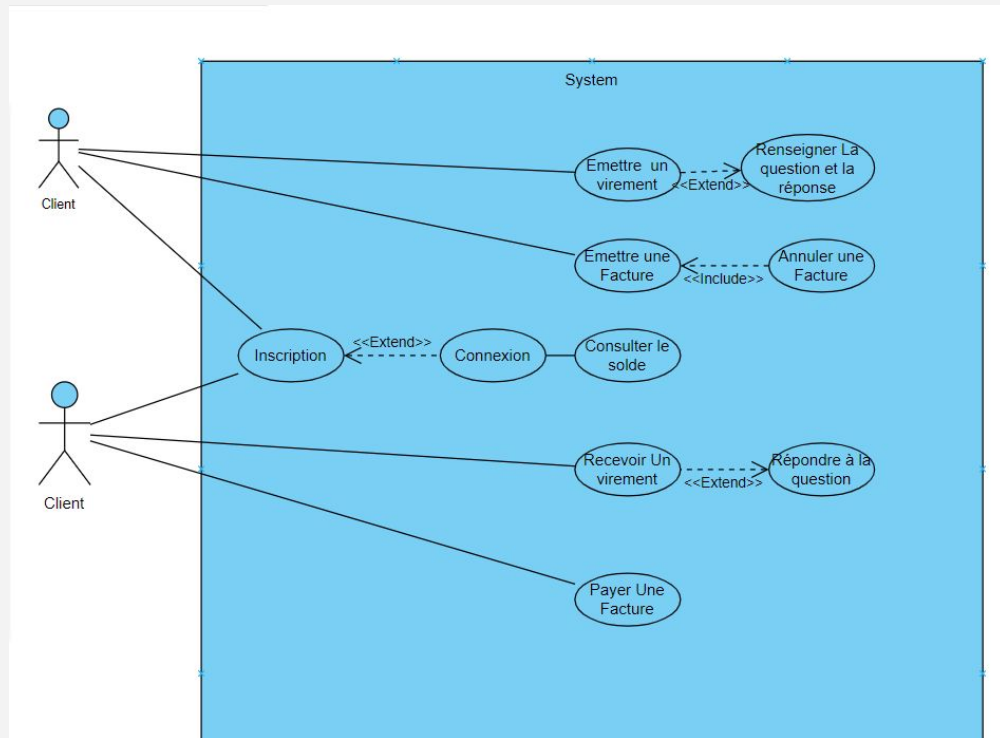 System
Client
Emettre un
virement
<<Extend>>
Renseigner La
question et la
réponse
Emettre une
Facture
<<Include>>
Annuler une
Facture
Inscription
<<Extend>>
Connexion
Consulter le
solde
Client
Recevoir Un
virement
<<Extend>>
Répondre à la
question
Payer Une
Facture